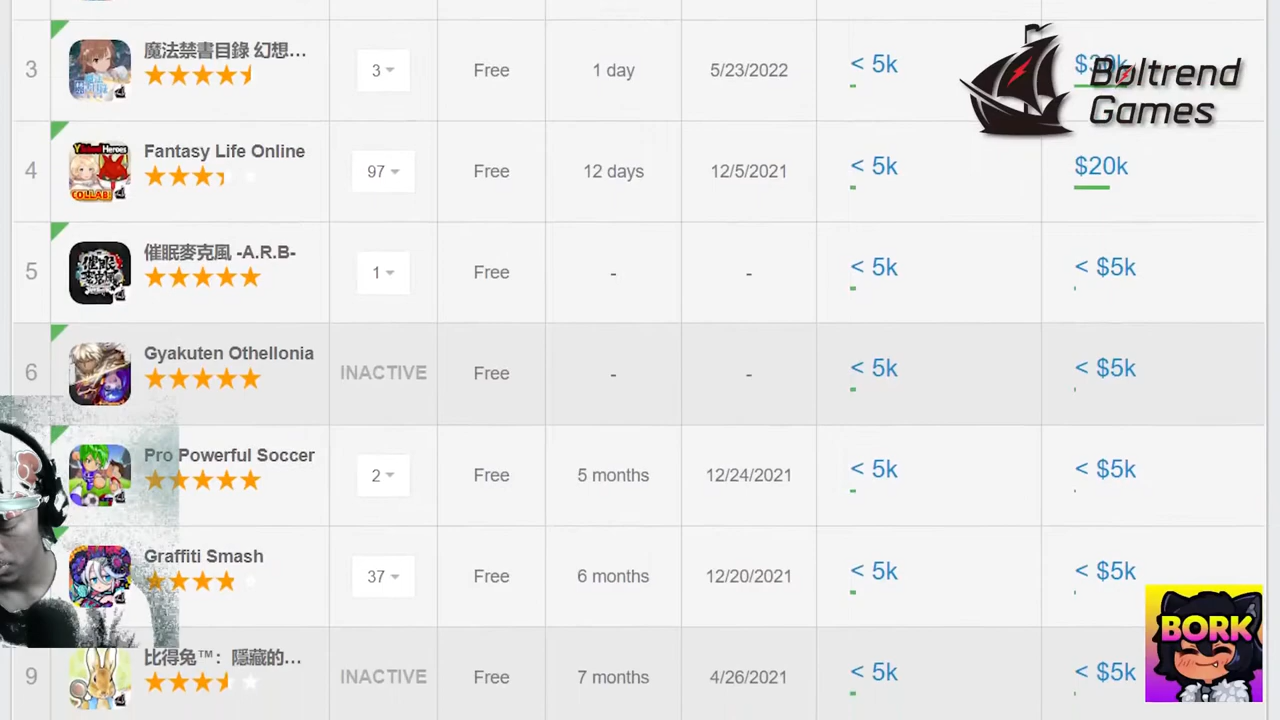 3
魔法禁書目錄 幻想...
3
Free
1 day
5/23/2022
< 5k
Boltrend
Games
4
Fantasy Life Online
97
Free
12 days
12/5/2021
< 5k
$20k
COLLAB!
5
催眠麥克風 -A.R.B-
1
Free
-
-
< 5k
< $5k
6
Gyakuten Othellonia
INACTIVE
Free
-
-
< 5k
< $5k
Pro Powerful Soccer
2
Free
5 months
12/24/2021
< 5k
< $5k
Graffiti Smash
37
Free
6 months
12/20/2021
< 5k
< $5k
BORK
9
比得兔™：隱藏的...
INACTIVE
Free
7 months
4/26/2021
< 5k
< $5k